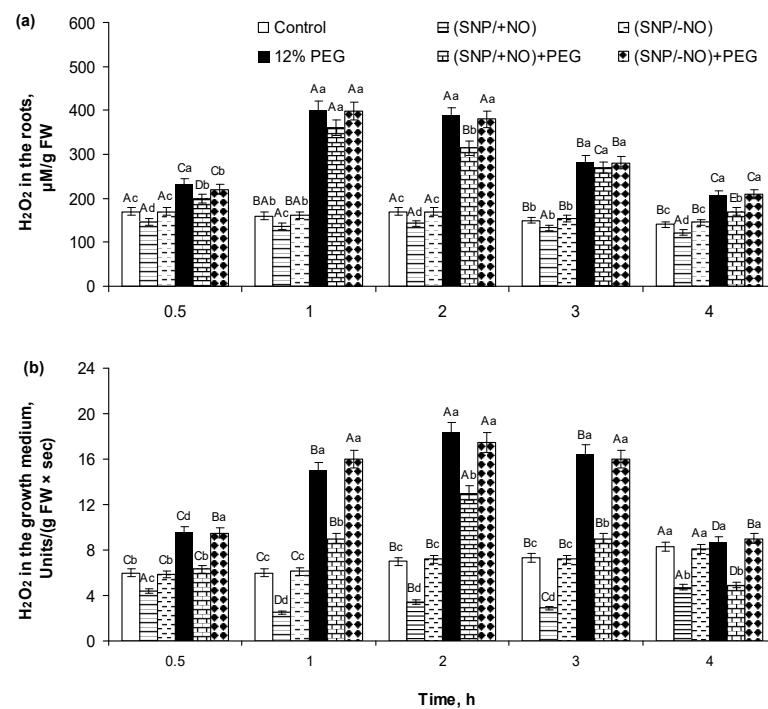 (a)
Control (SNP/+NO) (SNP/-NO)
12% PEG (SNP/+NO)+PEG (SNP/-NO)+PEG
H2O2 in the roots,
µM/g FW
600
500
400
300
200
100
0
Ac Ad Ac Ca Db Cb
BAb Ac BAb Aa Aa Aa
Ac Ad Ac Aa Bb Aa
Bb Ab Bb Ba Ca Ba
Bc Ad Bc Ca Eb Ca
0.5 1 2 3 4
(b)
H2O2 in the growth medium,
Units/(g FW × sec)
24
20
16
12
8
4
0
Cb Ac Cb Cd Cb Ba
Cc Dd Cc Ba Bb Aa
Bc Bd Bc Aa Ab Aa
Bc Cd Bc Ba Bb Aa
Aa Ab Aa Da Db Ba
0.5 1 2 3 4
Time, h